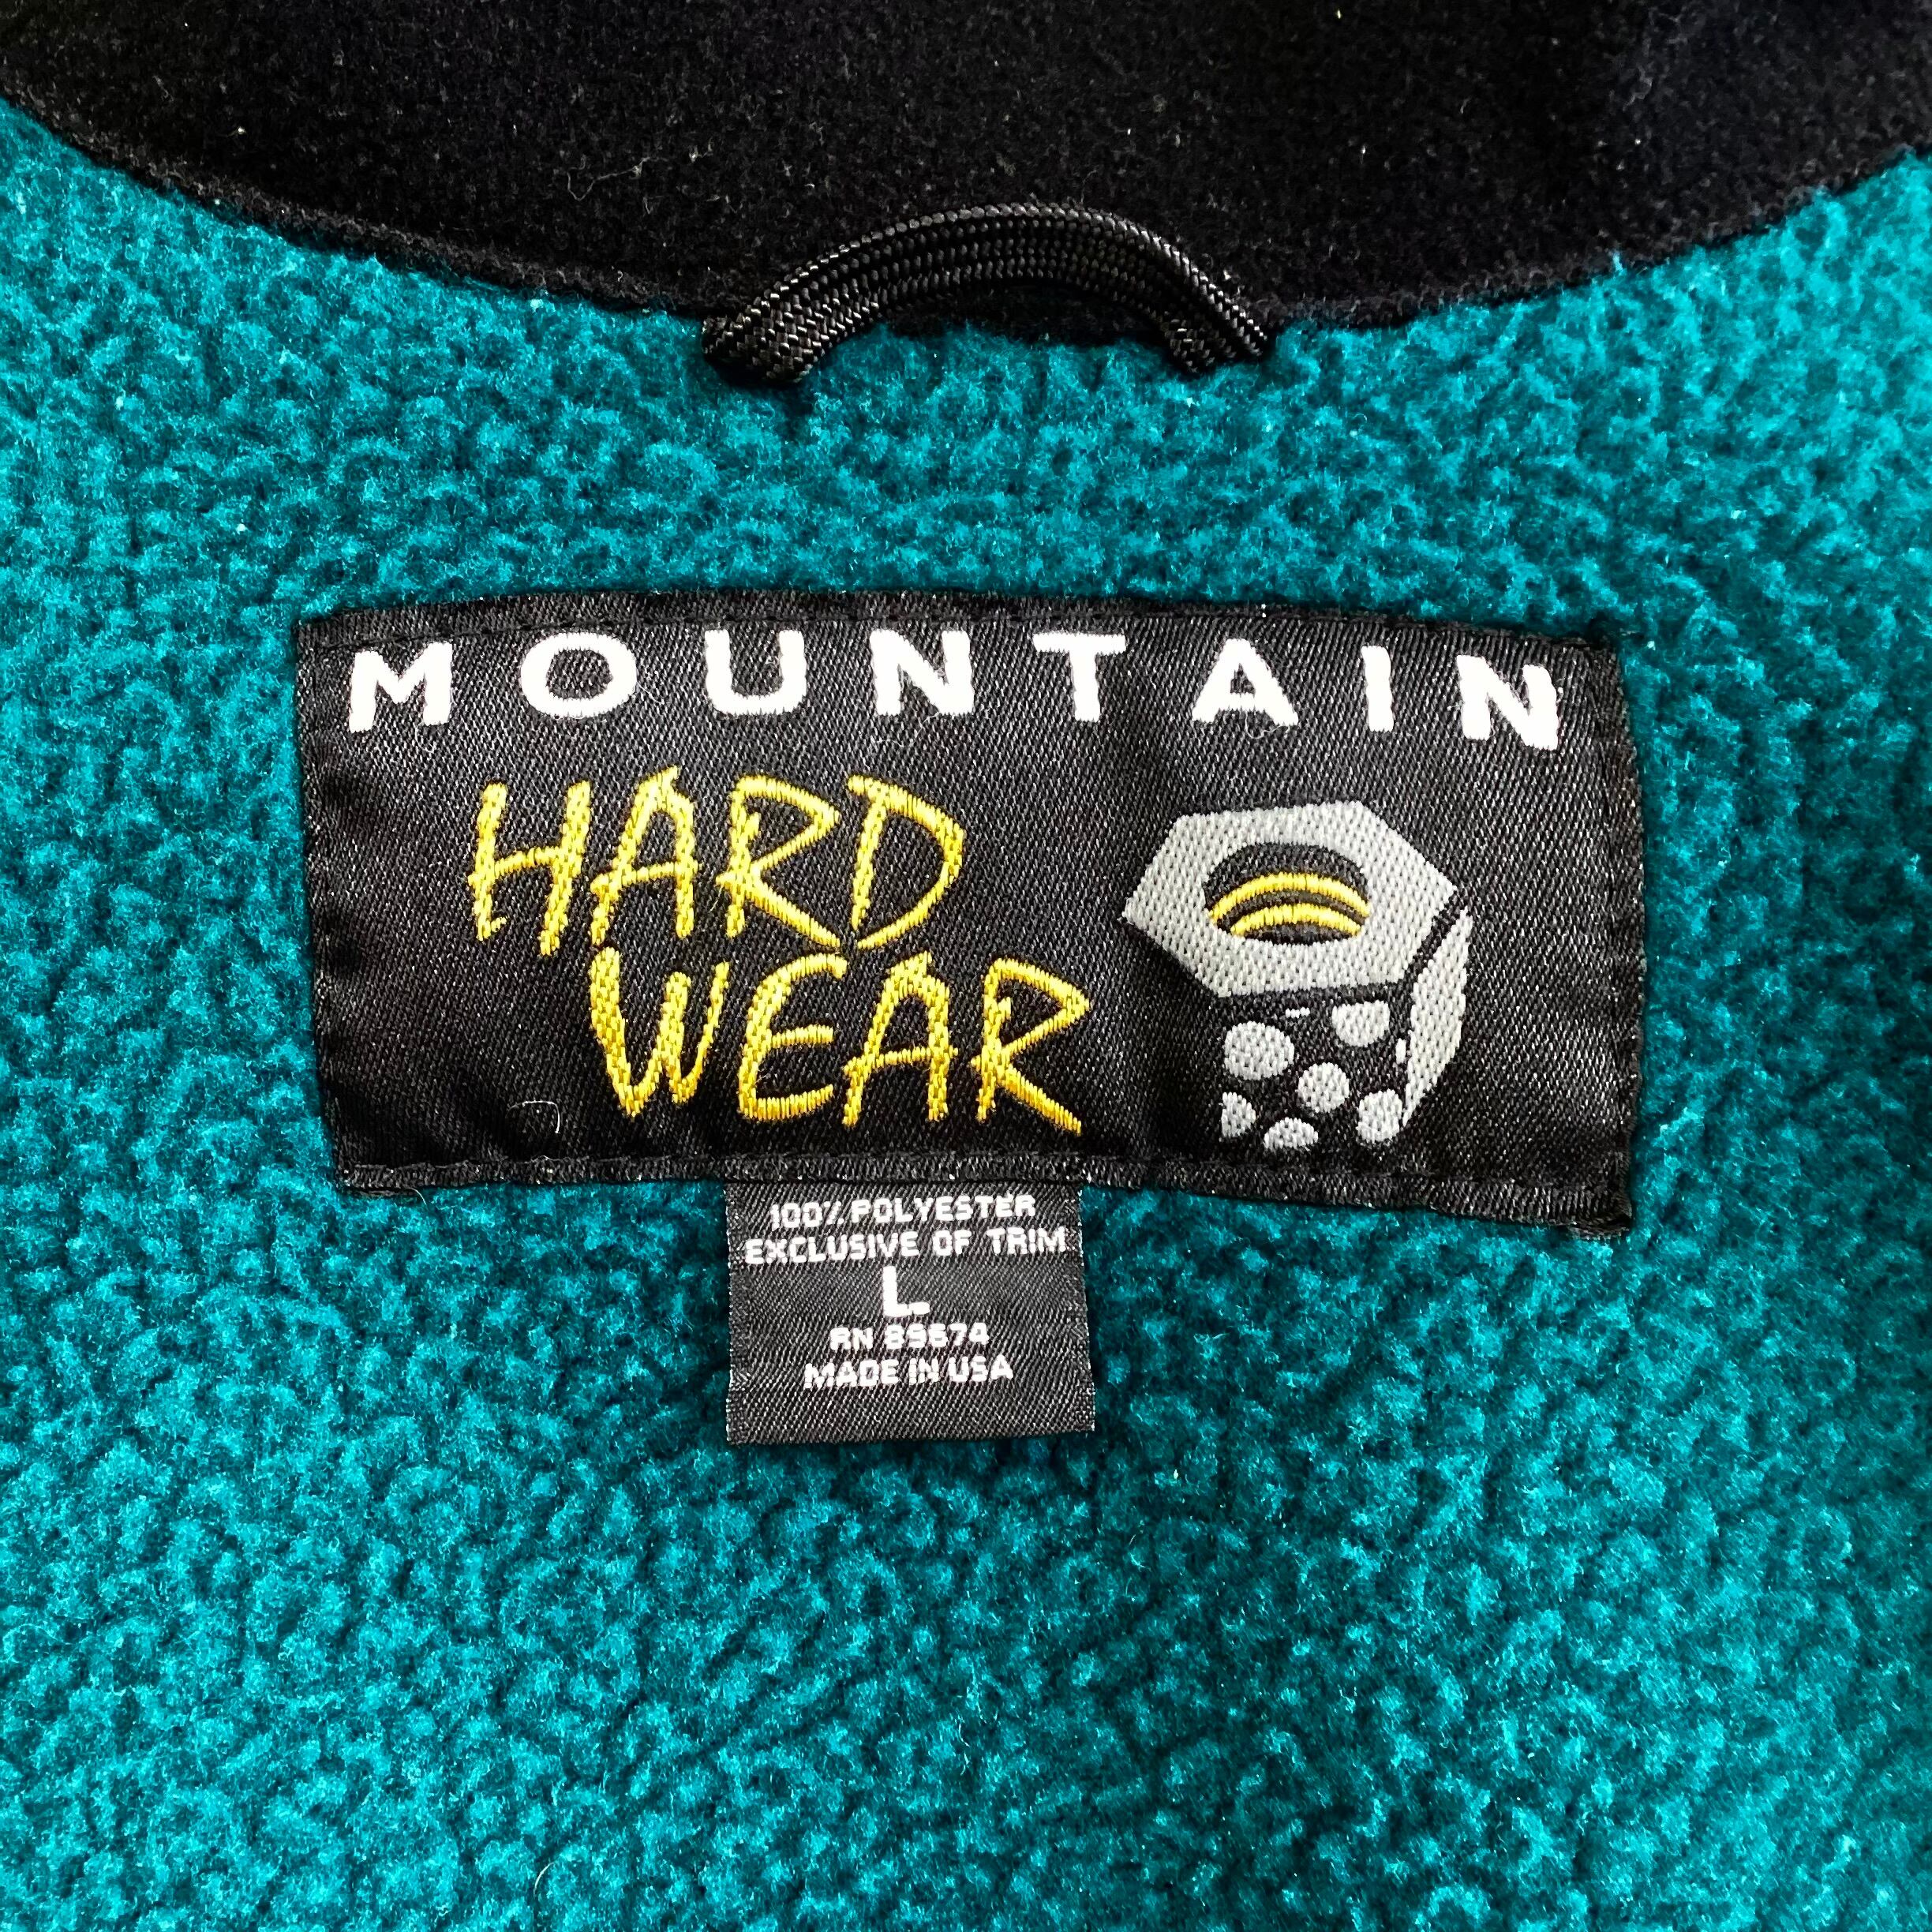 MOUNTAIN
HARD
WEAR
100% POLYESTER
EXCLUSIVE OF TRIM
L
RN 89674
MADE IN USA